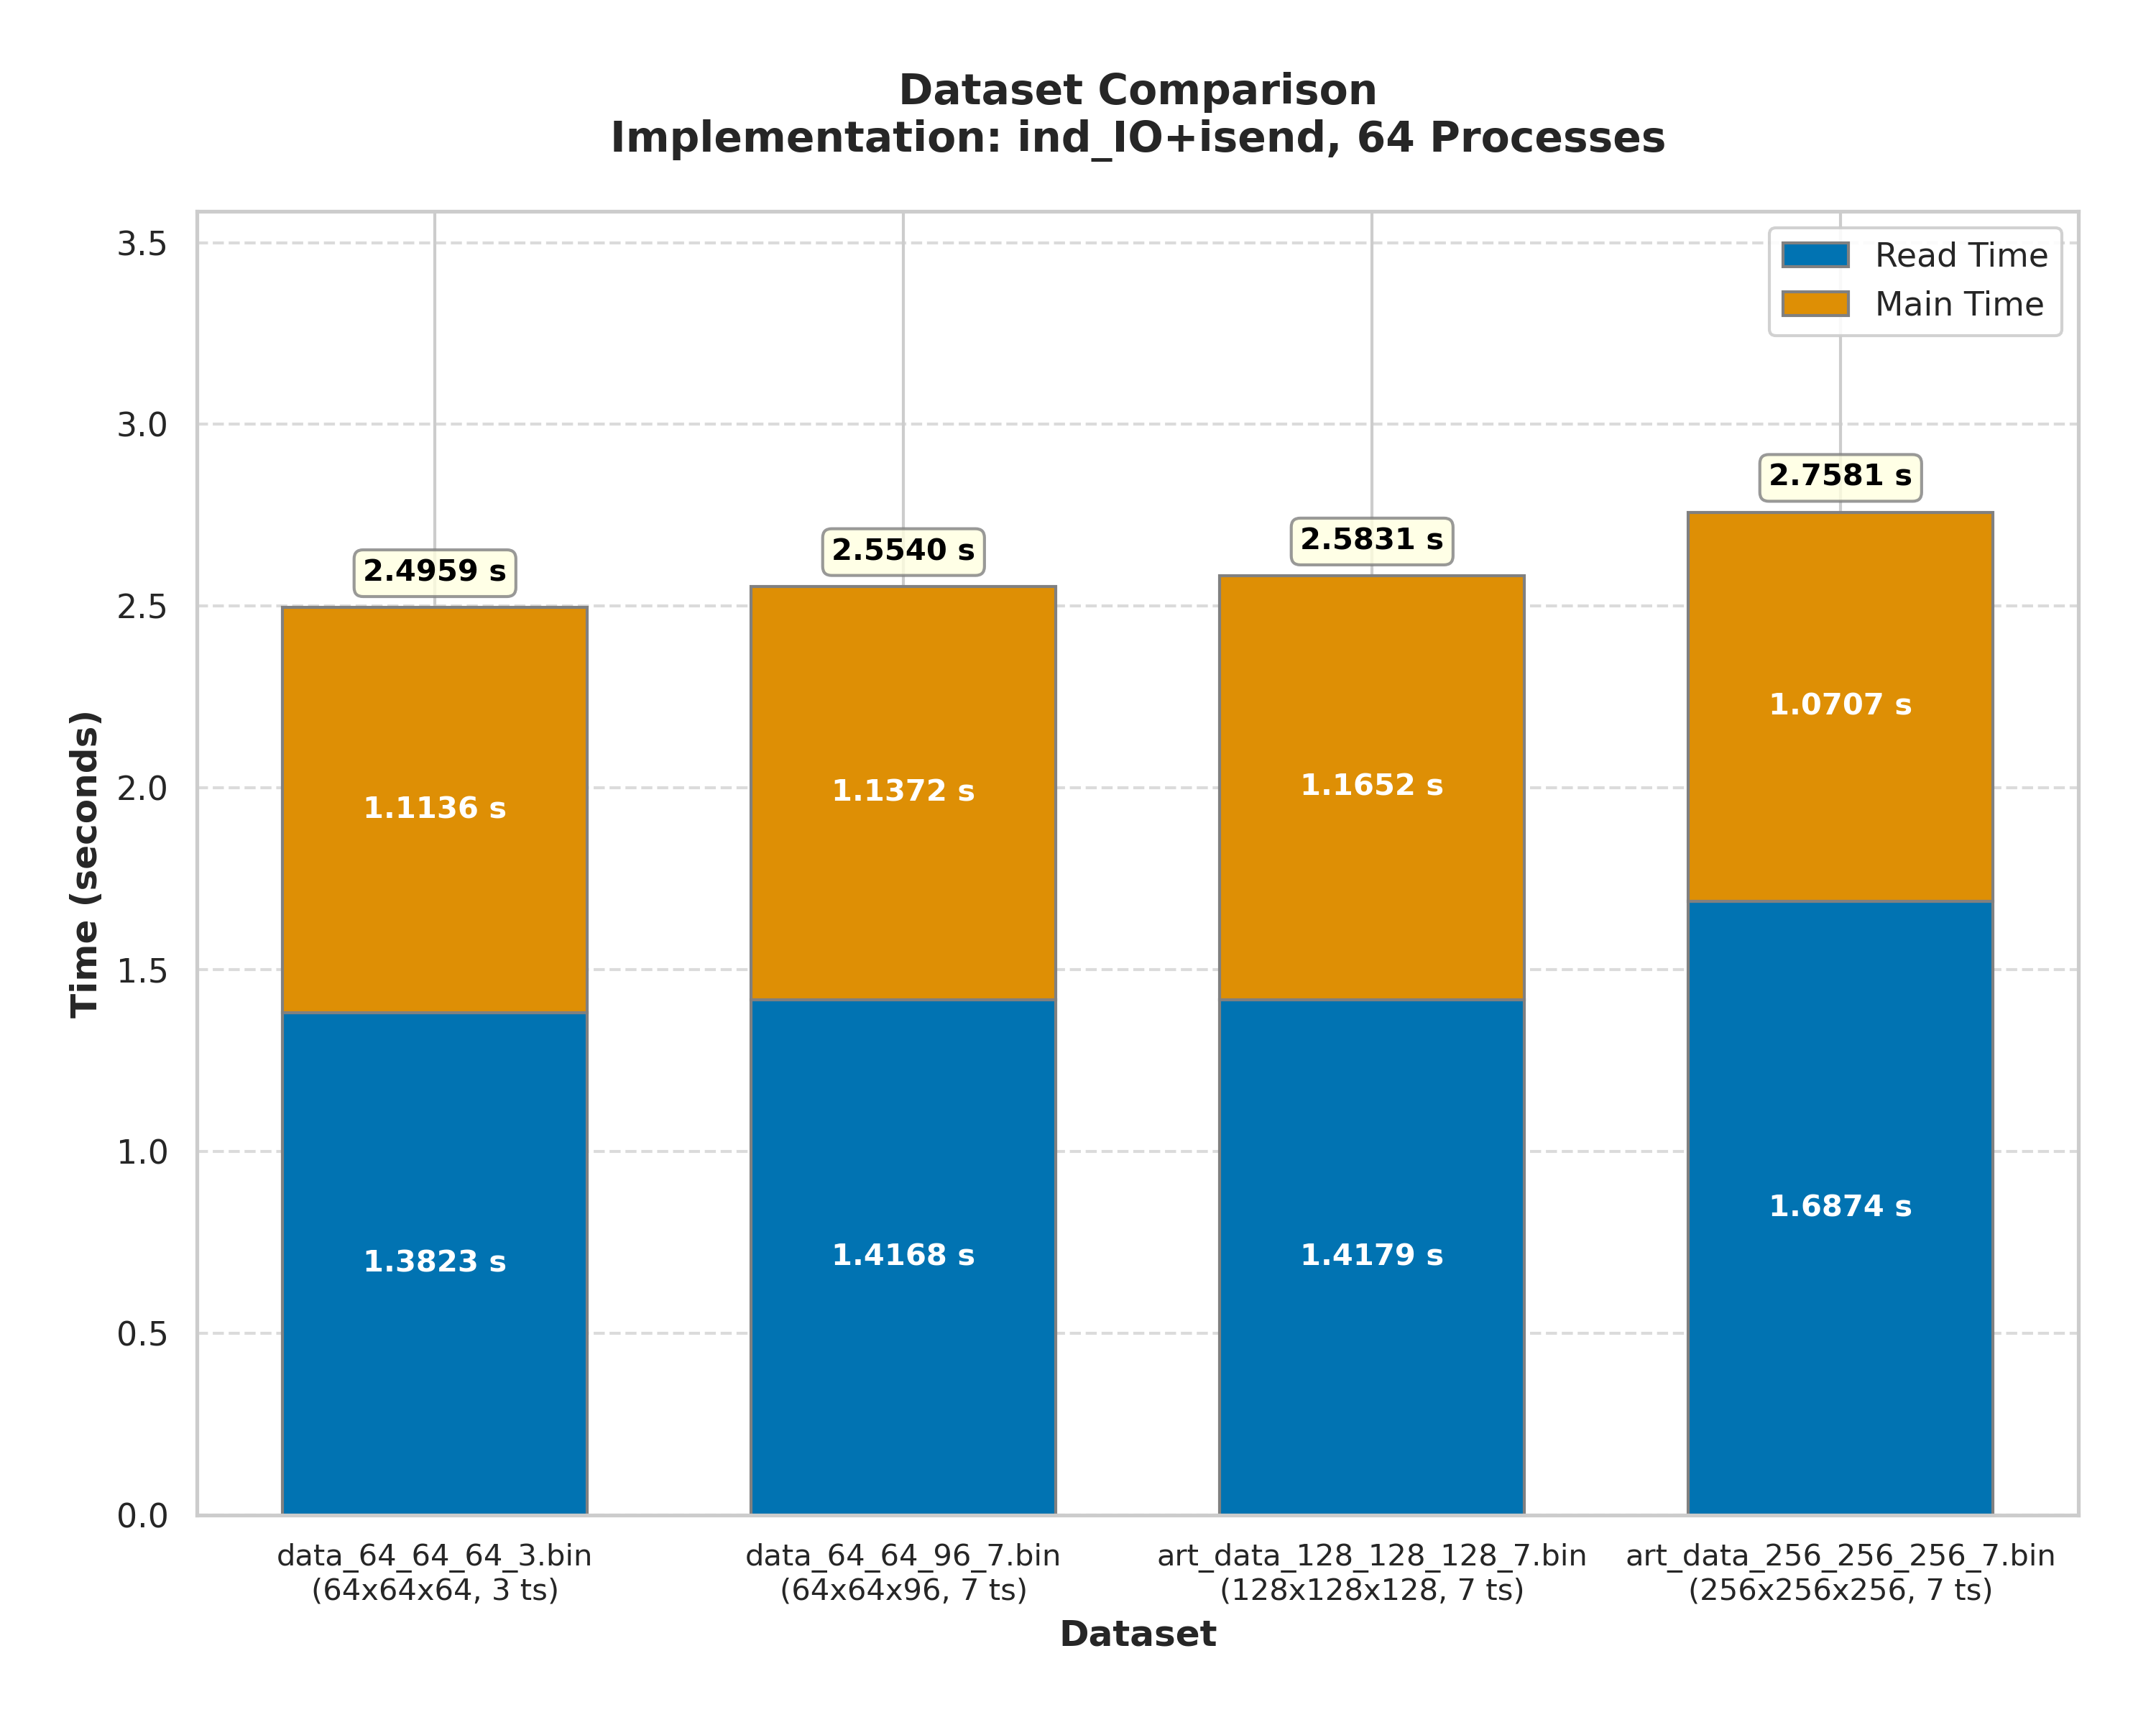 Dataset Comparison
Implementation: ind_IO+isend, 64 Processes
Read Time
Main Time
Time (seconds)
3.5
3.0
2.5
2.0
1.5
1.0
0.5
0.0
2.4959 s
2.5540 s
2.5831 s
2.7581 s
1.1136 s
1.1372 s
1.1652 s
1.0707 s
1.3823 s
1.4168 s
1.4179 s
1.6874 s
data_64_64_64_3.bin
(64x64x64, 3 ts)
data_64_64_96_7.bin
(64x64x96, 7 ts)
art_data_128_128_128_7.bin
(128x128x128, 7 ts)
art_data_256_256_256_7.bin
(256x256x256, 7 ts)
Dataset